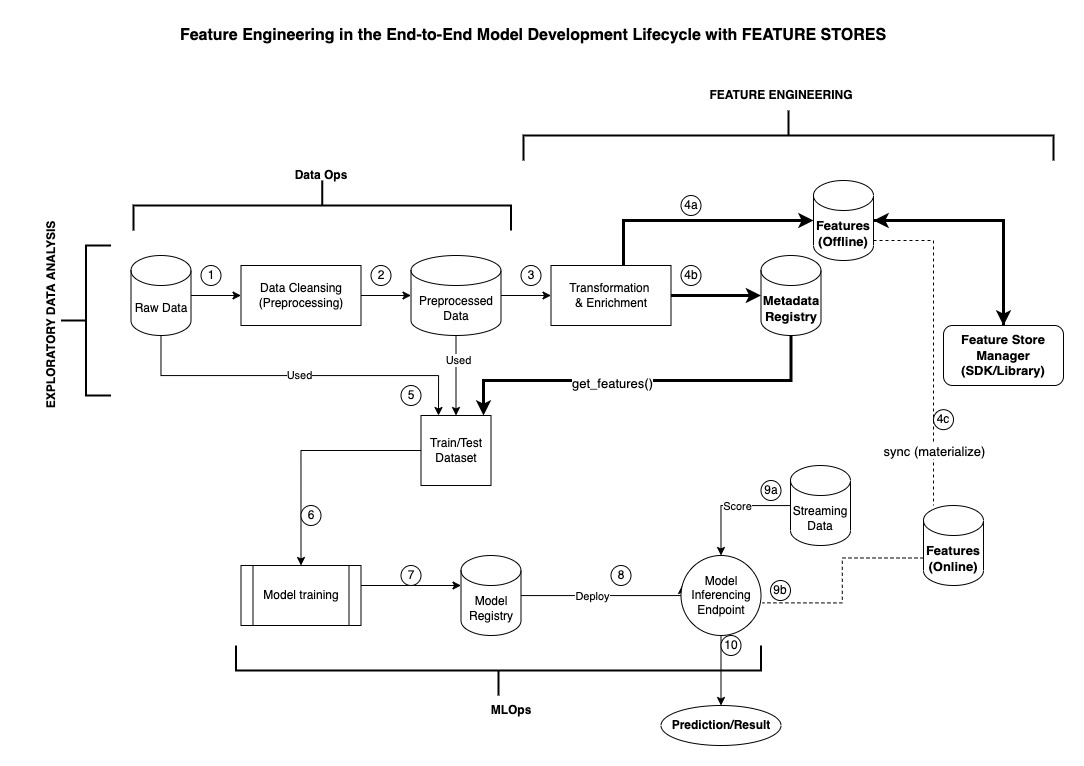 Feature Engineering in the End-to-End Model Development Lifecycle with FEATURE STORES
FEATURE ENGINEERING
Data Ops
EXPLORATORY DATA ANALYSIS
4a
Features
(Offline)
1
2
3
4b
Raw Data
Data Cleansing
(Preprocessing)
Preprocessed
Data
Transformation
& Enrichment
Metadata
Registry
Feature Store
Manager
(SDK/Library)
Used
Used
get_features()
5
4c
Train/Test
Dataset
sync (materialize)
6
9a
Score
Streaming
Data
Features
(Online)
Model training
7
Model
Registry
8
Deploy
Model
Inferencing
Endpoint
9b
10
MLOps
Prediction/Result